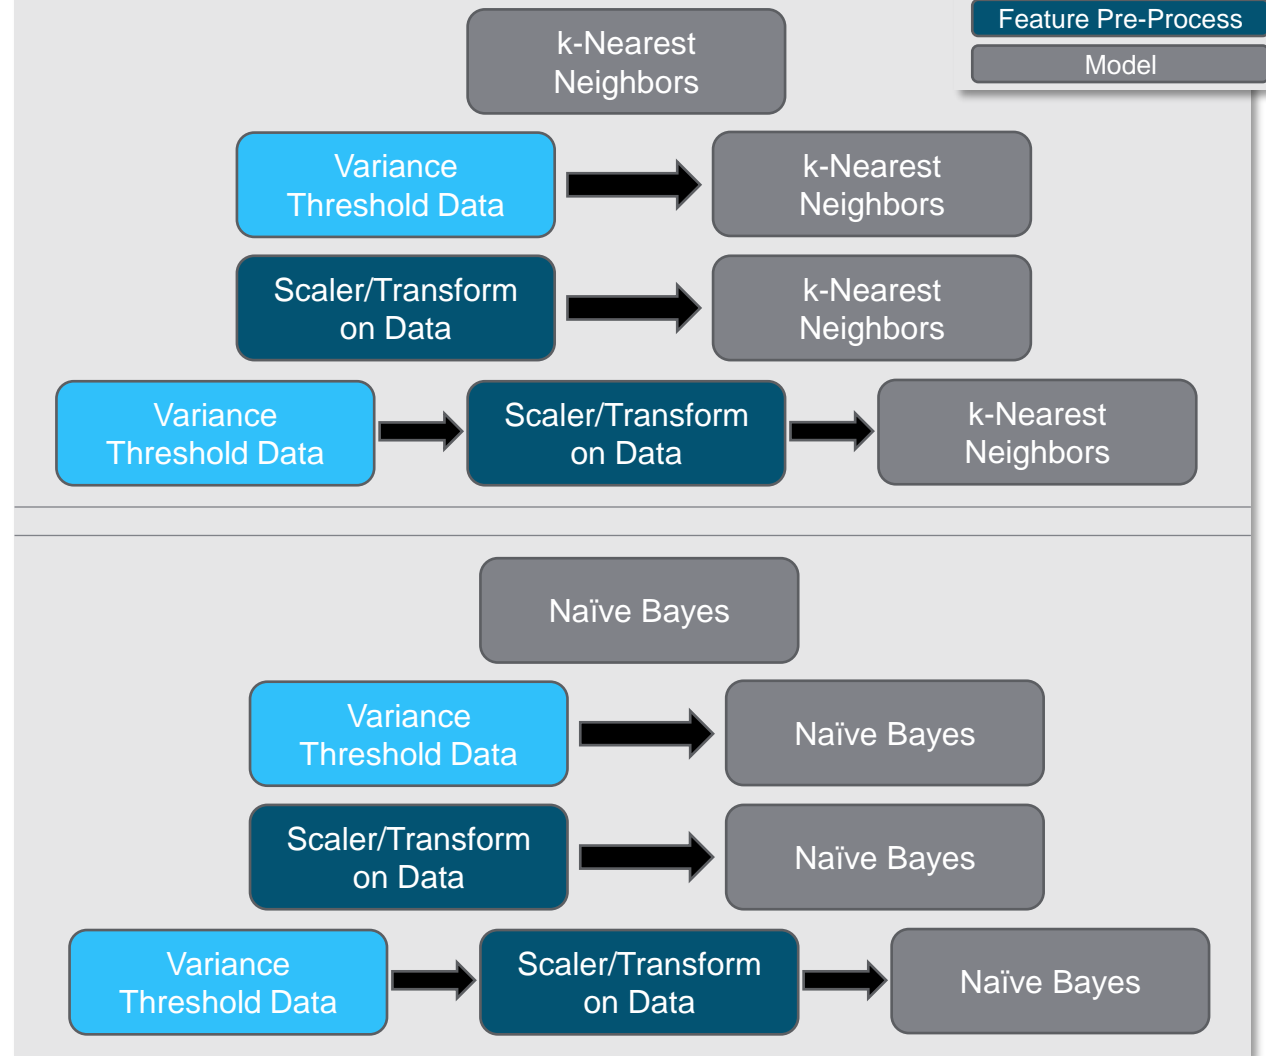 Feature Pre-Process
Model
k-Nearest
Neighbors
Variance
Threshold Data
k-Nearest
Neighbors
Scaler/Transform
on Data
k-Nearest
Neighbors
Variance
Threshold Data
Scaler/Transform
on Data
k-Nearest
Neighbors
Naïve Bayes
Variance
Threshold Data
Naïve Bayes
Scaler/Transform
on Data
Naïve Bayes
Variance
Threshold Data
Scaler/Transform
on Data
Naïve Bayes